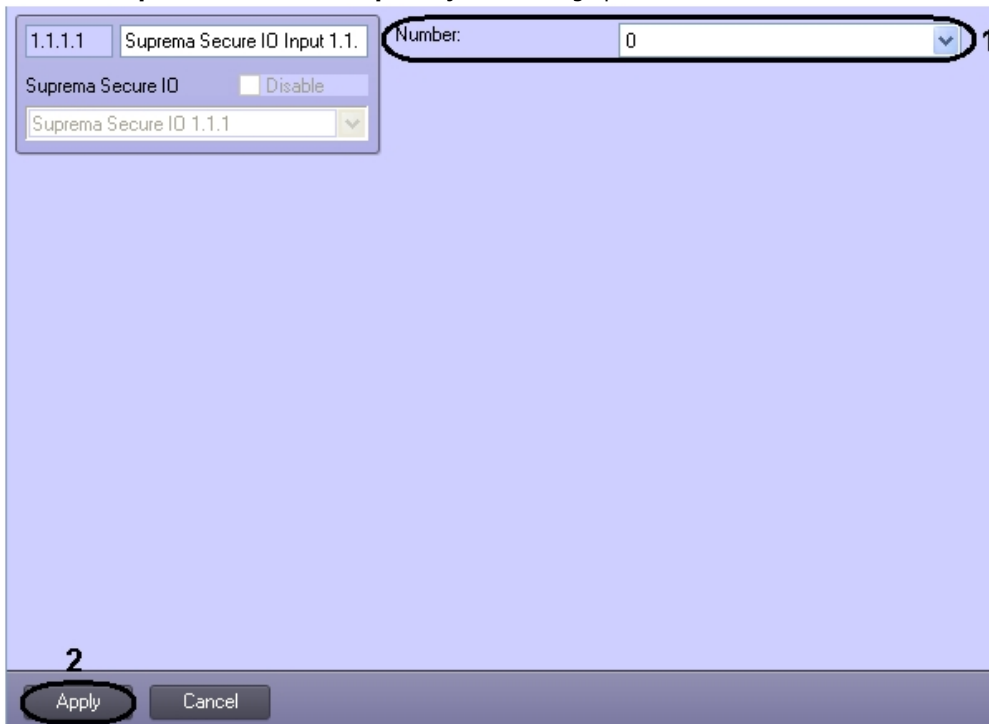 1.1.1.1 Suprema Secure IO Input 1.1. Number: 0 1
Suprema Secure IO Disable
Suprema Secure IO 1.1.1
2
Apply Cancel